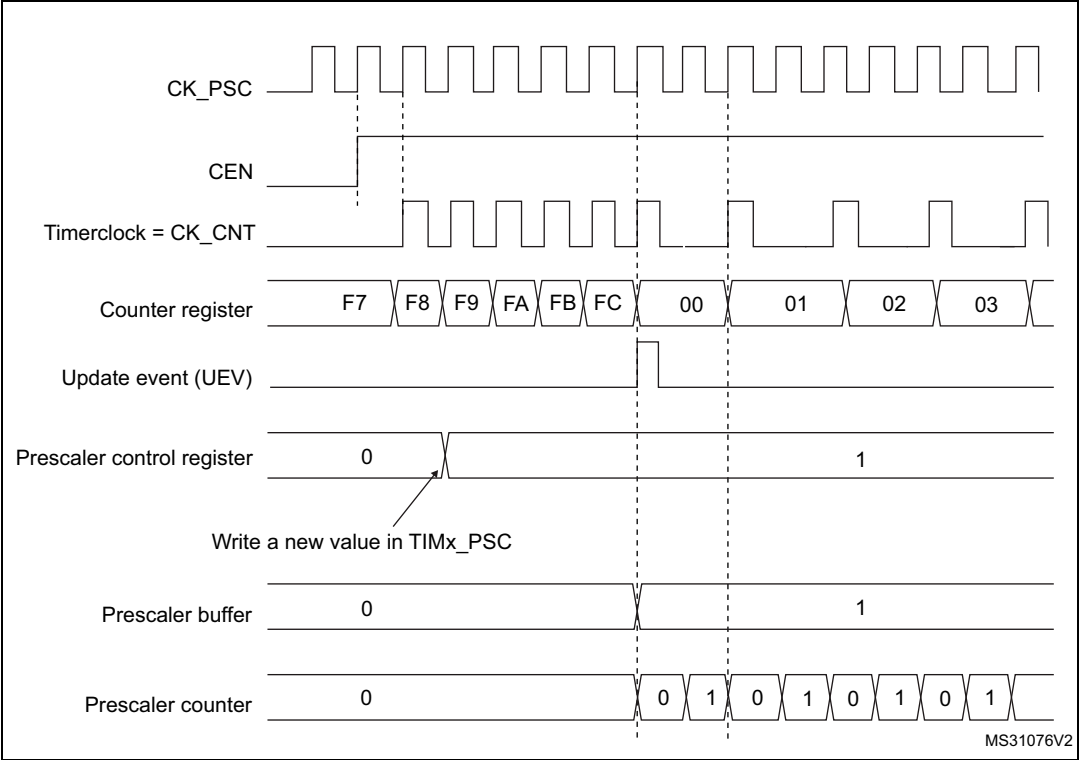 CK_PSC
CEN
Timerclock = CK_CNT
Counter register F7 F8 F9 FA FB FC 00 01 02 03
Update event (UEV)
Prescaler control register 0 1
Write a new value in TIMx_PSC
Prescaler buffer 0 1
Prescaler counter 0 0 1 0 1 0 1 0 1
MS31076V2